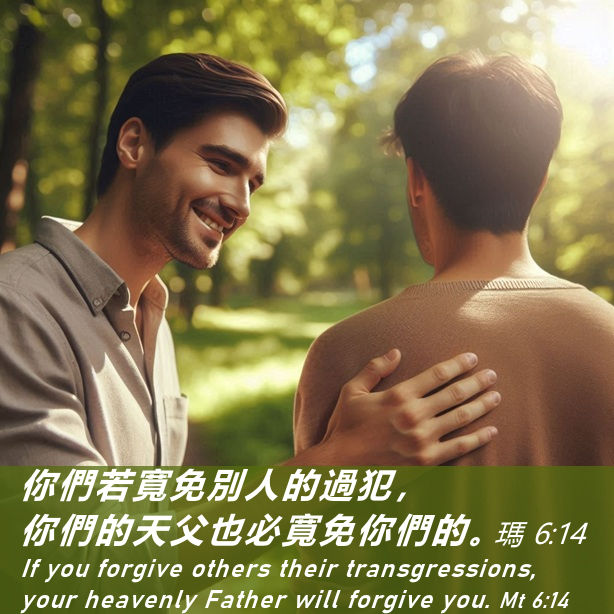 你們若寬免別人的過犯，
你們的天父也必寬免你們的。瑪 6:14
If you forgive others their transgressions,
your heavenly Father will forgive you. Mt 6:14